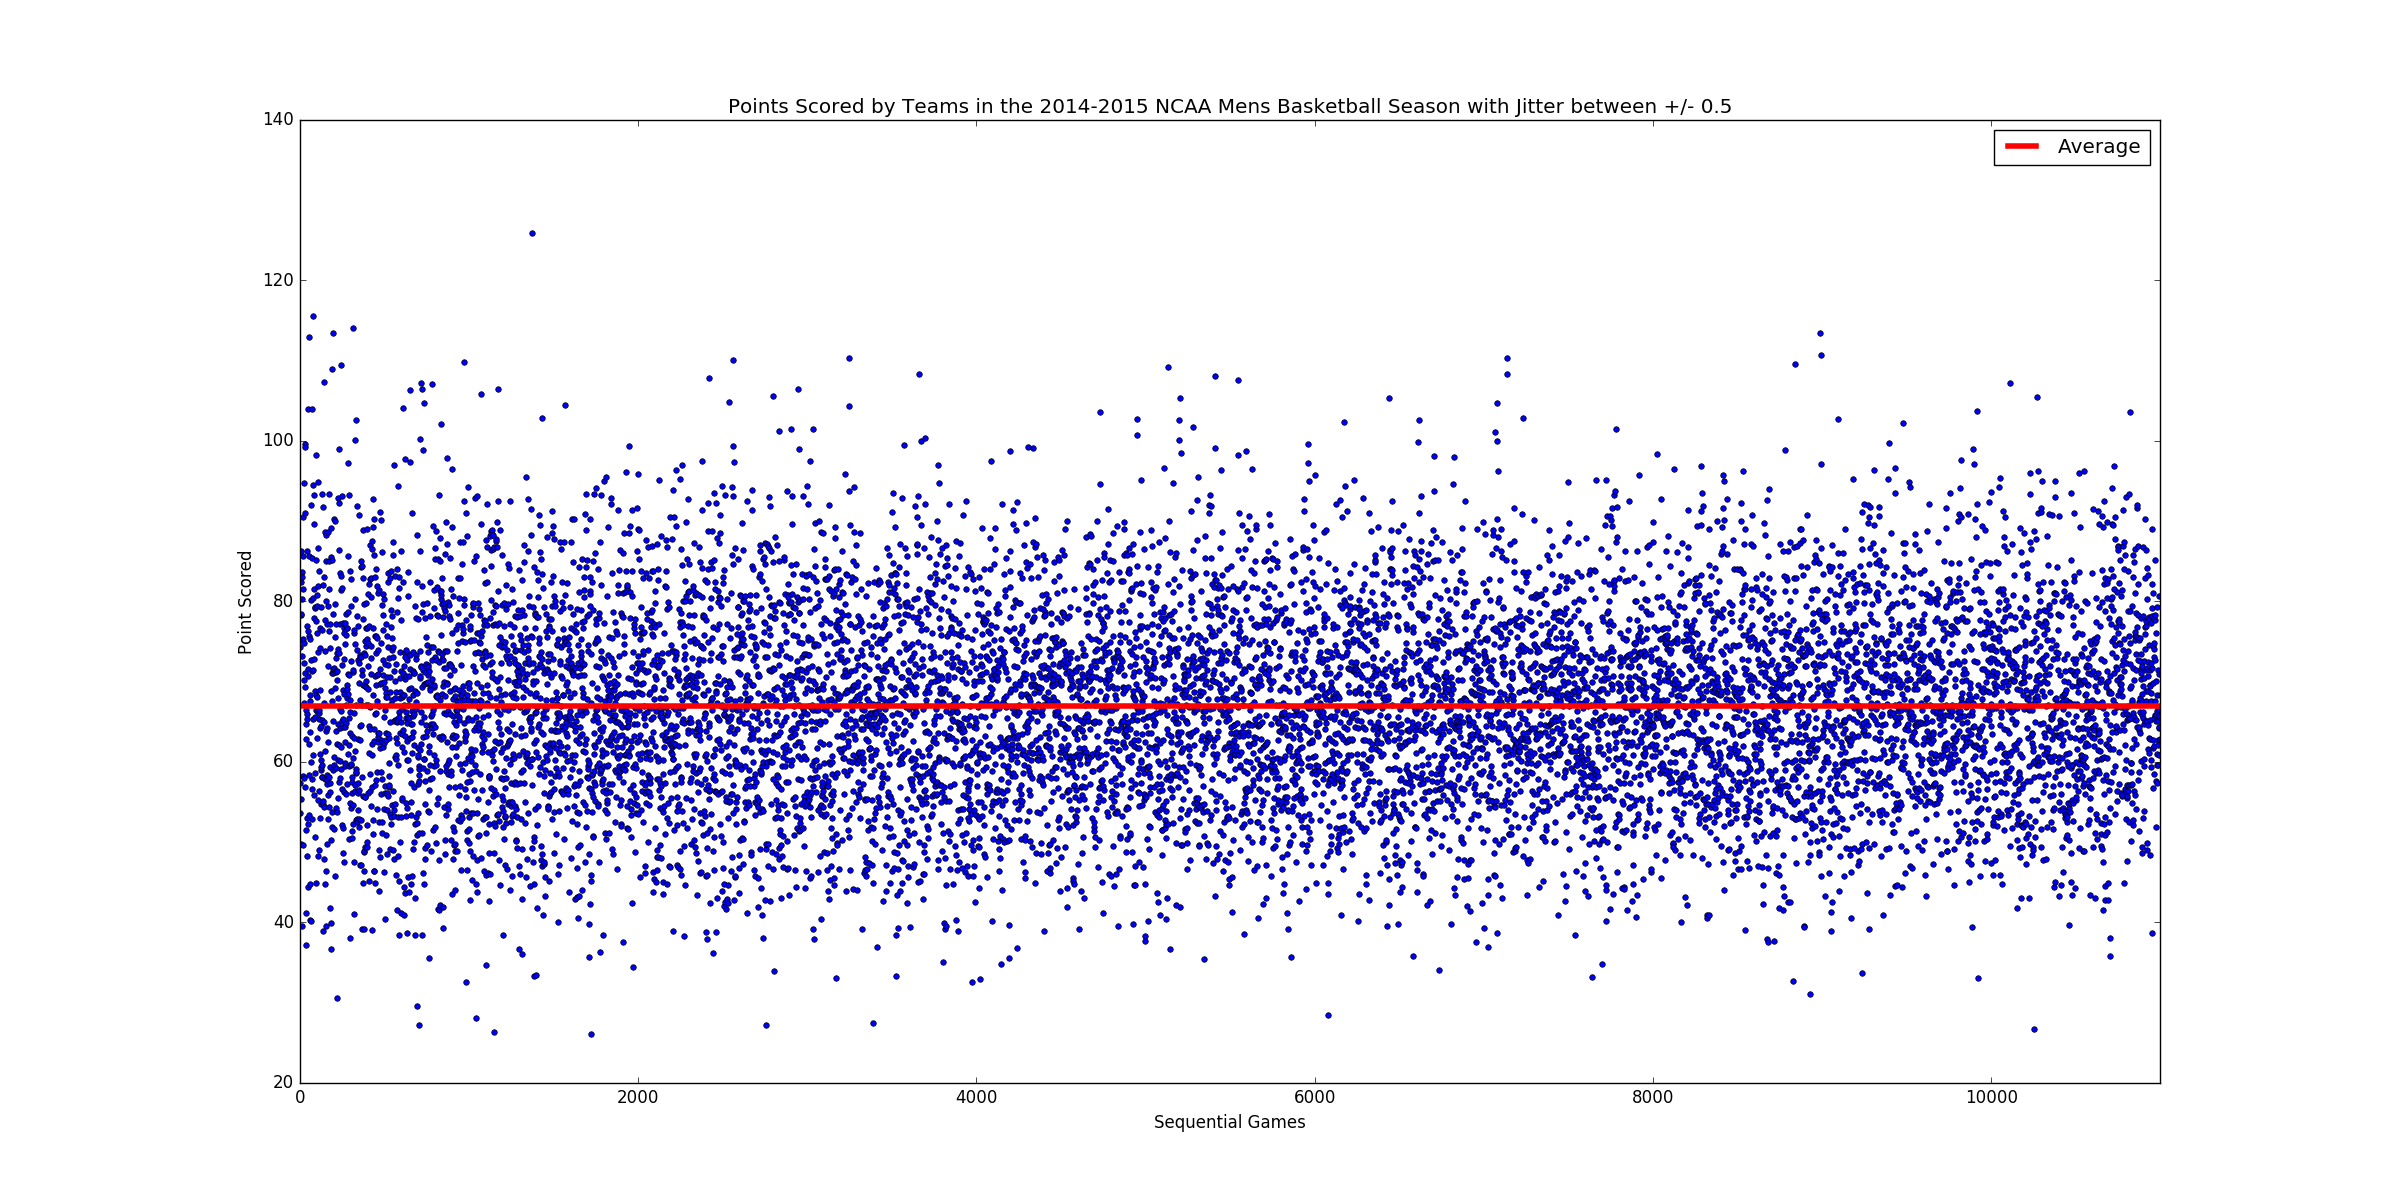 Points Scored by Teams in the 2014-2015 NCAA Mens Basketball Season with Jitter between +/- 0.5
140
Average
120
100
80
Point Scored
60
40
20
0 2000 4000 6000 8000 10000
Sequential Games